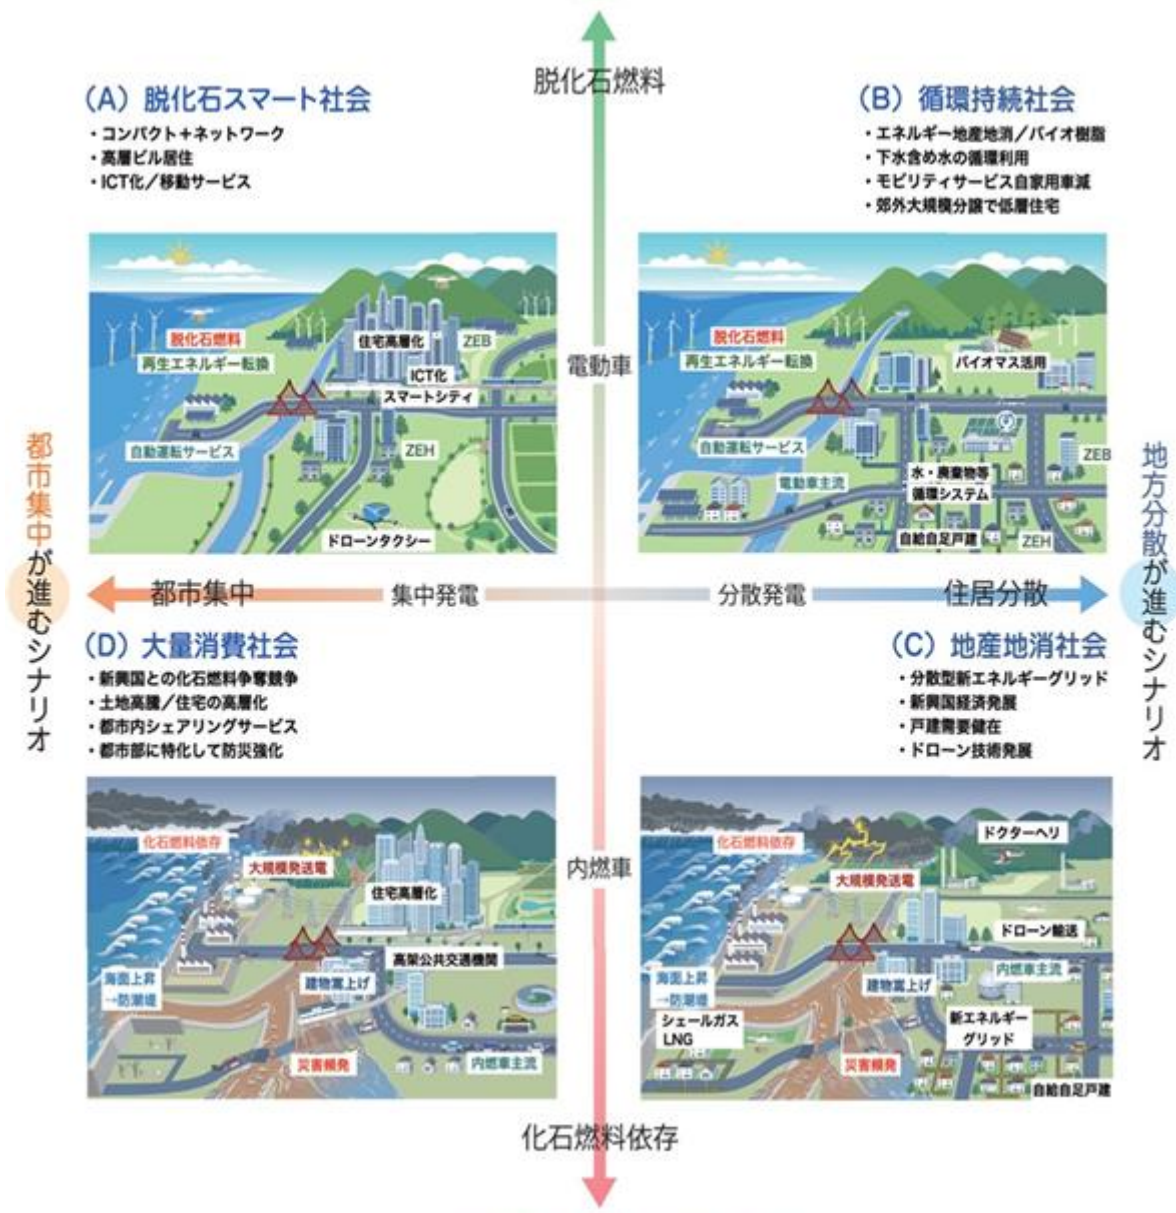 脱化石燃料
（A）脱化石スマート社会
・コンパクト＋ネットワーク
・高層ビル居住
・ICT化／移動サービス
（B）循環持続社会
・エネルギー地産地消／バイオ樹脂
・下水含め水の循環利用
・モビリティサービス自家用車減
・郊外大規模分譲で低層住宅
脱化石燃料
再生エネルギー転換
住宅高層化
ZEB
ICT化
スマートシティ
自動運転サービス
ZEH
ドローンタクシー
電動車
脱化石燃料
再生エネルギー転換
バイオマス活用
自動運転サービス
ZEB
電動車主流
水・廃棄物等
循環システム
自給自足戸建
ZEH
都市集中が進むシナリオ
地方分散が進むシナリオ
都市集中
集中発電
分散発電
住居分散
（D）大量消費社会
・新興国との化石燃料争奪競争
・土地高騰／住宅の高層化
・都市内シェアリングサービス
・都市部に特化して防災強化
（C）地産地消社会
・分散型新エネルギーグリッド
・新興国経済発展
・戸建需要健在
・ドローン技術発展
化石燃料依存
大規模発送電
住宅高層化
高架公共交通機関
海面上昇
→防潮堤
建物嵩上げ
災害頻発
内燃車主流
内燃車
化石燃料依存
ドクターヘリ
大規模発送電
ドローン輸送
内燃車主流
海面上昇
→防潮堤
建物嵩上げ
シェールガス
LNG
新エネルギー
グリッド
災害頻発
自給自足戸建
化石燃料依存